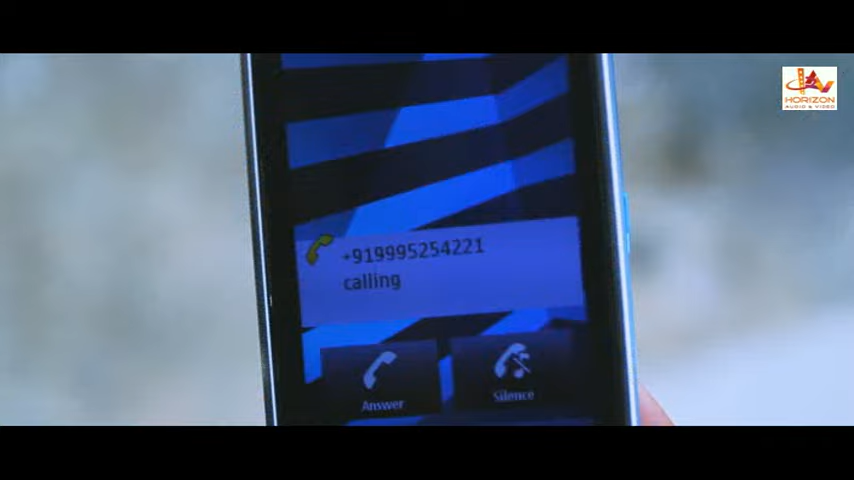 HORIZON
AUDIO & VIDEO
+919995254221
calling
Answer
Silence